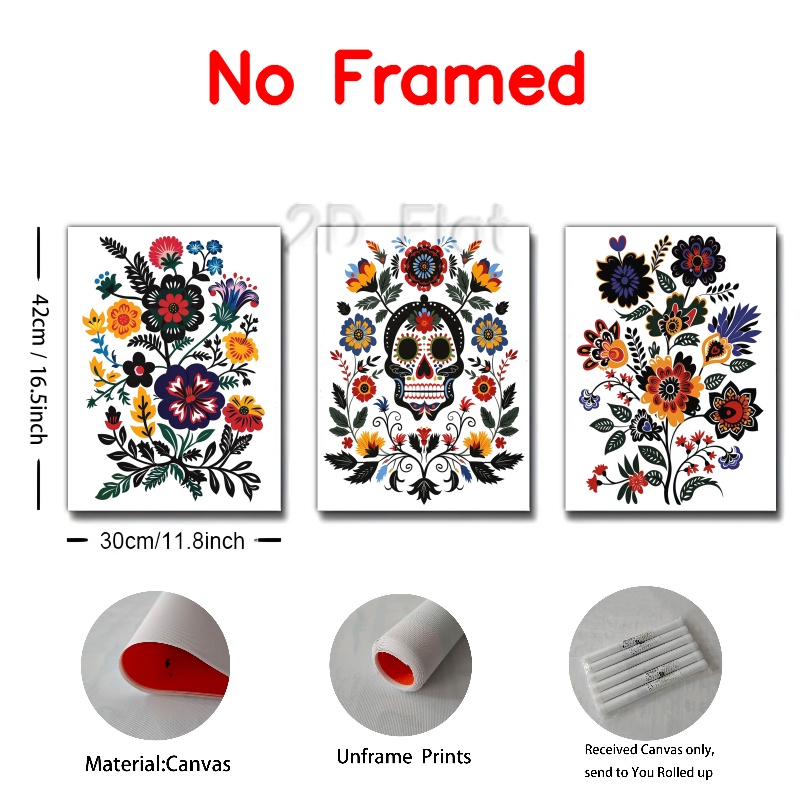 No Framed
2D Flat
42cm / 16.5inch
30cm/11.8inch
Material:Canvas
Unframe Prints
Received Canvas only,
send to You Rolled up